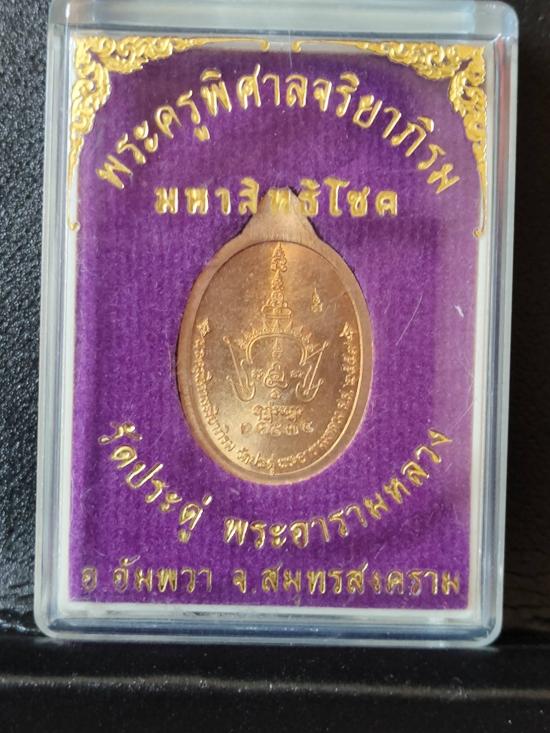 พระครูพิศาลจริยาภิรม
มหาสิทธิโชค
วัดประดู่ พระอารามหลวง
อ.อัมพวา จ.สมุทรสงคราม